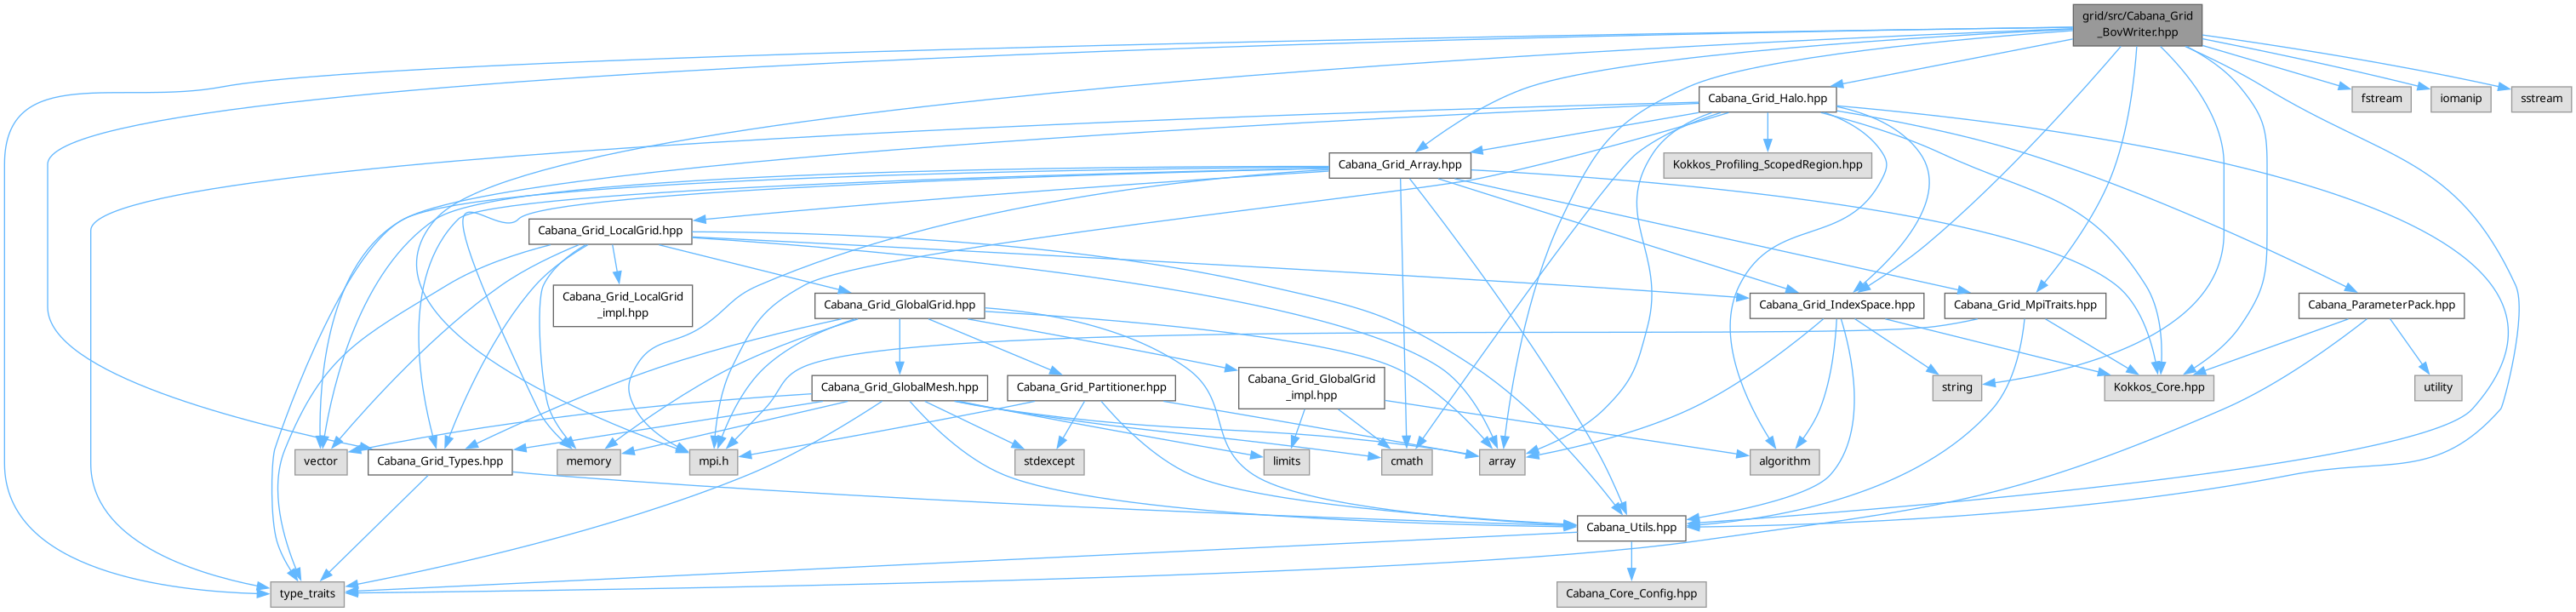 grid/src/Cabana_Grid
_BovWriter.hpp
Cabana_Grid_Halo.hpp
fstream
iomanip
sstream
Cabana_Grid_Array.hpp
Kokkos_Profiling_ScopedRegion.hpp
Cabana_Grid_LocalGrid.hpp
Cabana_Grid_LocalGrid
_impl.hpp
Cabana_Grid_GlobalGrid.hpp
Cabana_Grid_IndexSpace.hpp
Cabana_Grid_MpiTraits.hpp
Cabana_ParameterPack.hpp
Cabana_Grid_GlobalMesh.hpp
Cabana_Grid_Partitioner.hpp
Cabana_Grid_GlobalGrid
_impl.hpp
string
Kokkos_Core.hpp
utility
vector
Cabana_Grid_Types.hpp
memory
mpi.h
stdexcept
limits
cmath
array
algorithm
Cabana_Utils.hpp
type_traits
Cabana_Core_Config.hpp